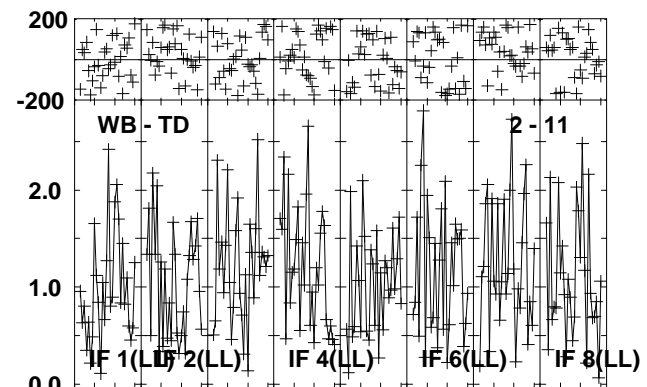 200
-200
WB - TD 2 - 11
2.0
1.0
IF 1(LL) IF 2(LL) IF 4(LL) IF 6(LL) IF 8(LL)
0.0